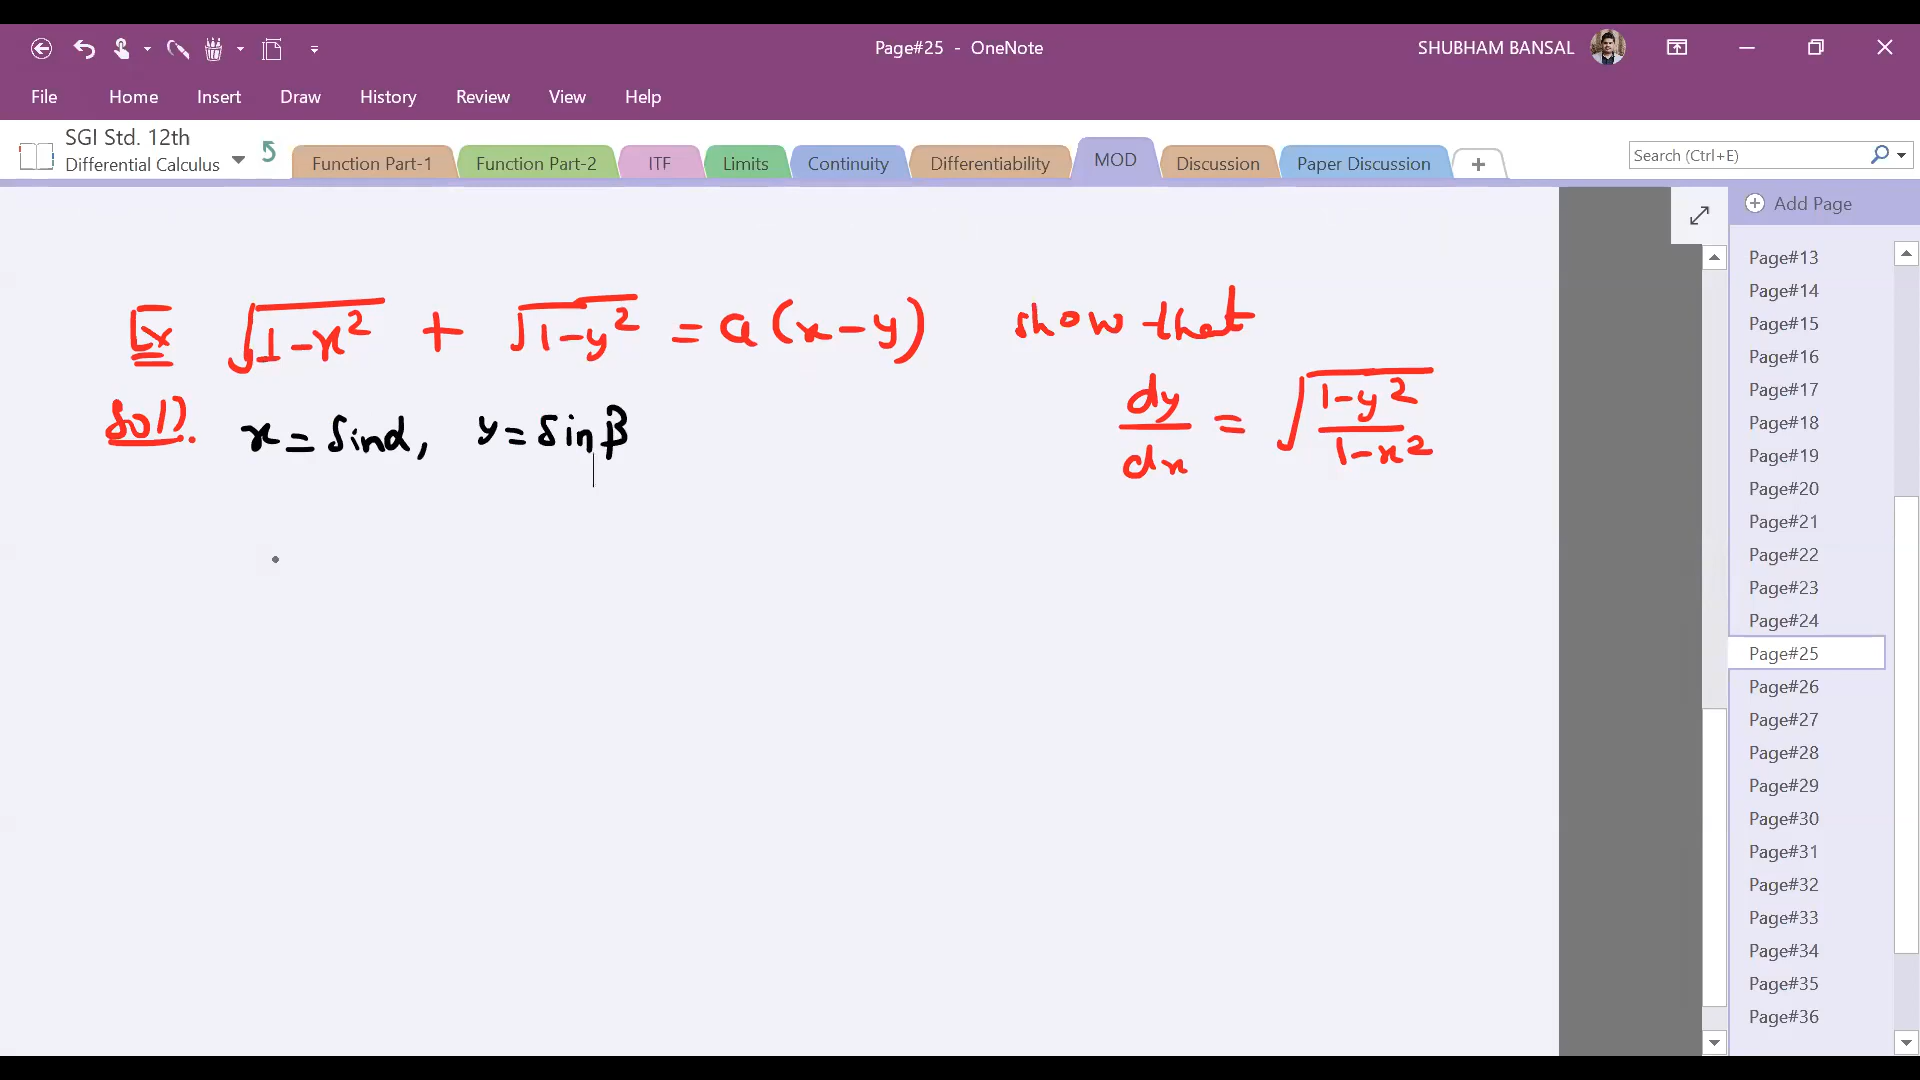 Page#25 - OneNote
SHUBHAM BANSAL
File Home Insert Draw History Review View Help
SGI Std. 12th
Differential Calculus
Function Part-1 Function Part-2 ITF Limits Continuity Differentiability MOD Discussion Paper Discussion +
Search (Ctrl+E)
Add Page
Ex √(1-x²) + √(1-y²) = a(x-y) show that
dy/dx = √((1-y²)/(1-x²))
Sol). x = Sinα, y = Sinβ
Page#13
Page#14
Page#15
Page#16
Page#17
Page#18
Page#19
Page#20
Page#21
Page#22
Page#23
Page#24
Page#25
Page#26
Page#27
Page#28
Page#29
Page#30
Page#31
Page#32
Page#33
Page#34
Page#35
Page#36